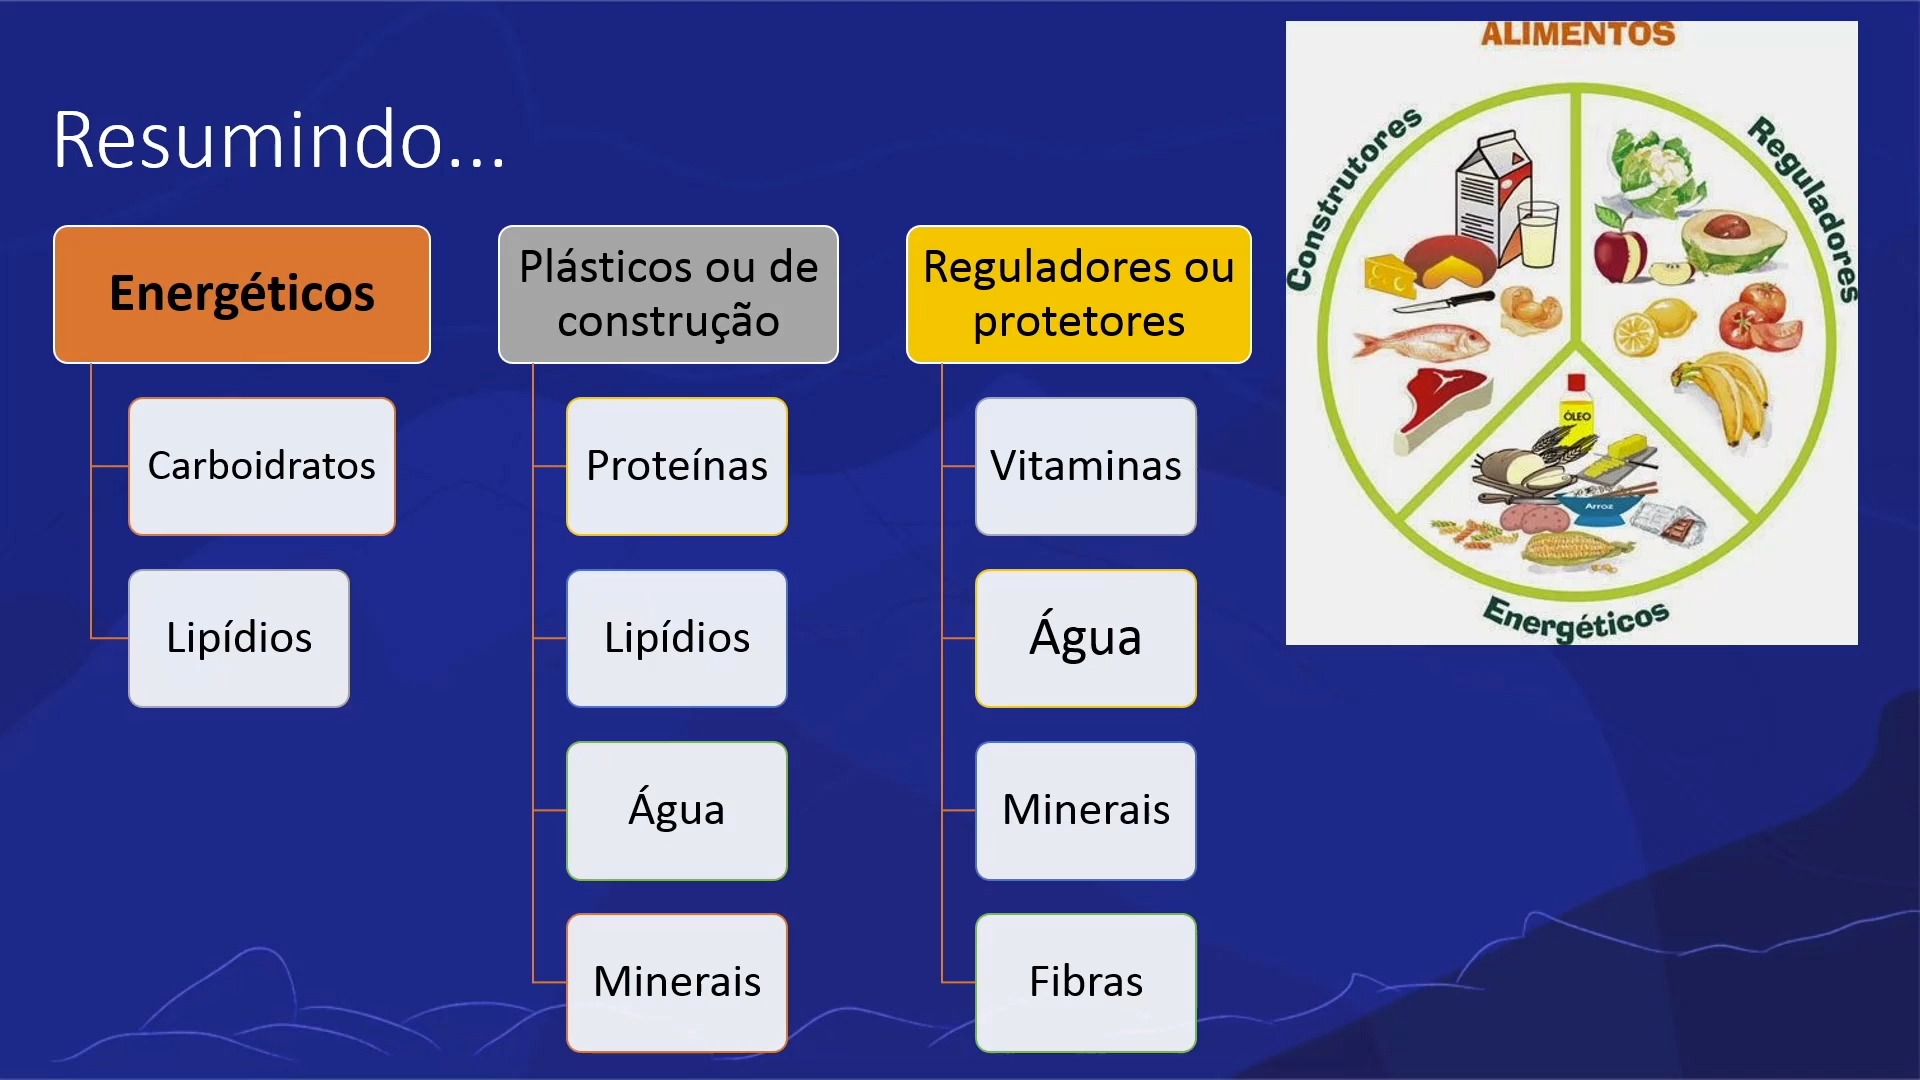 Resumindo...
Energéticos
Carboidratos
Lipídios
Plásticos ou de
construção
Proteínas
Lipídios
Água
Minerais
Reguladores ou
protetores
Vitaminas
Água
Minerais
Fibras
ALIMENTOS
Construtores
Reguladores
ÓLEO
Arroz
Energéticos